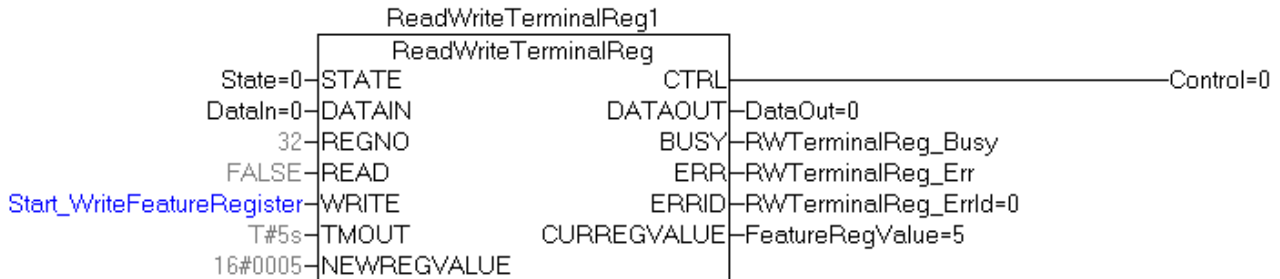 ReadWriteTerminalReg1
ReadWriteTerminalReg
State=0 STATE CTRL Control=0
DataIn=0 DATAIN DATAOUT DataOut=0
32 REGNO BUSY RWTerminalReg_Busy
FALSE READ ERR RWTerminalReg_Err
Start_WriteFeatureRegister WRITE ERRID RWTerminalReg_ErrId=0
T#5s TMOUT CURREGVALUE FeatureRegValue=5
16#0005 NEWREGVALUE